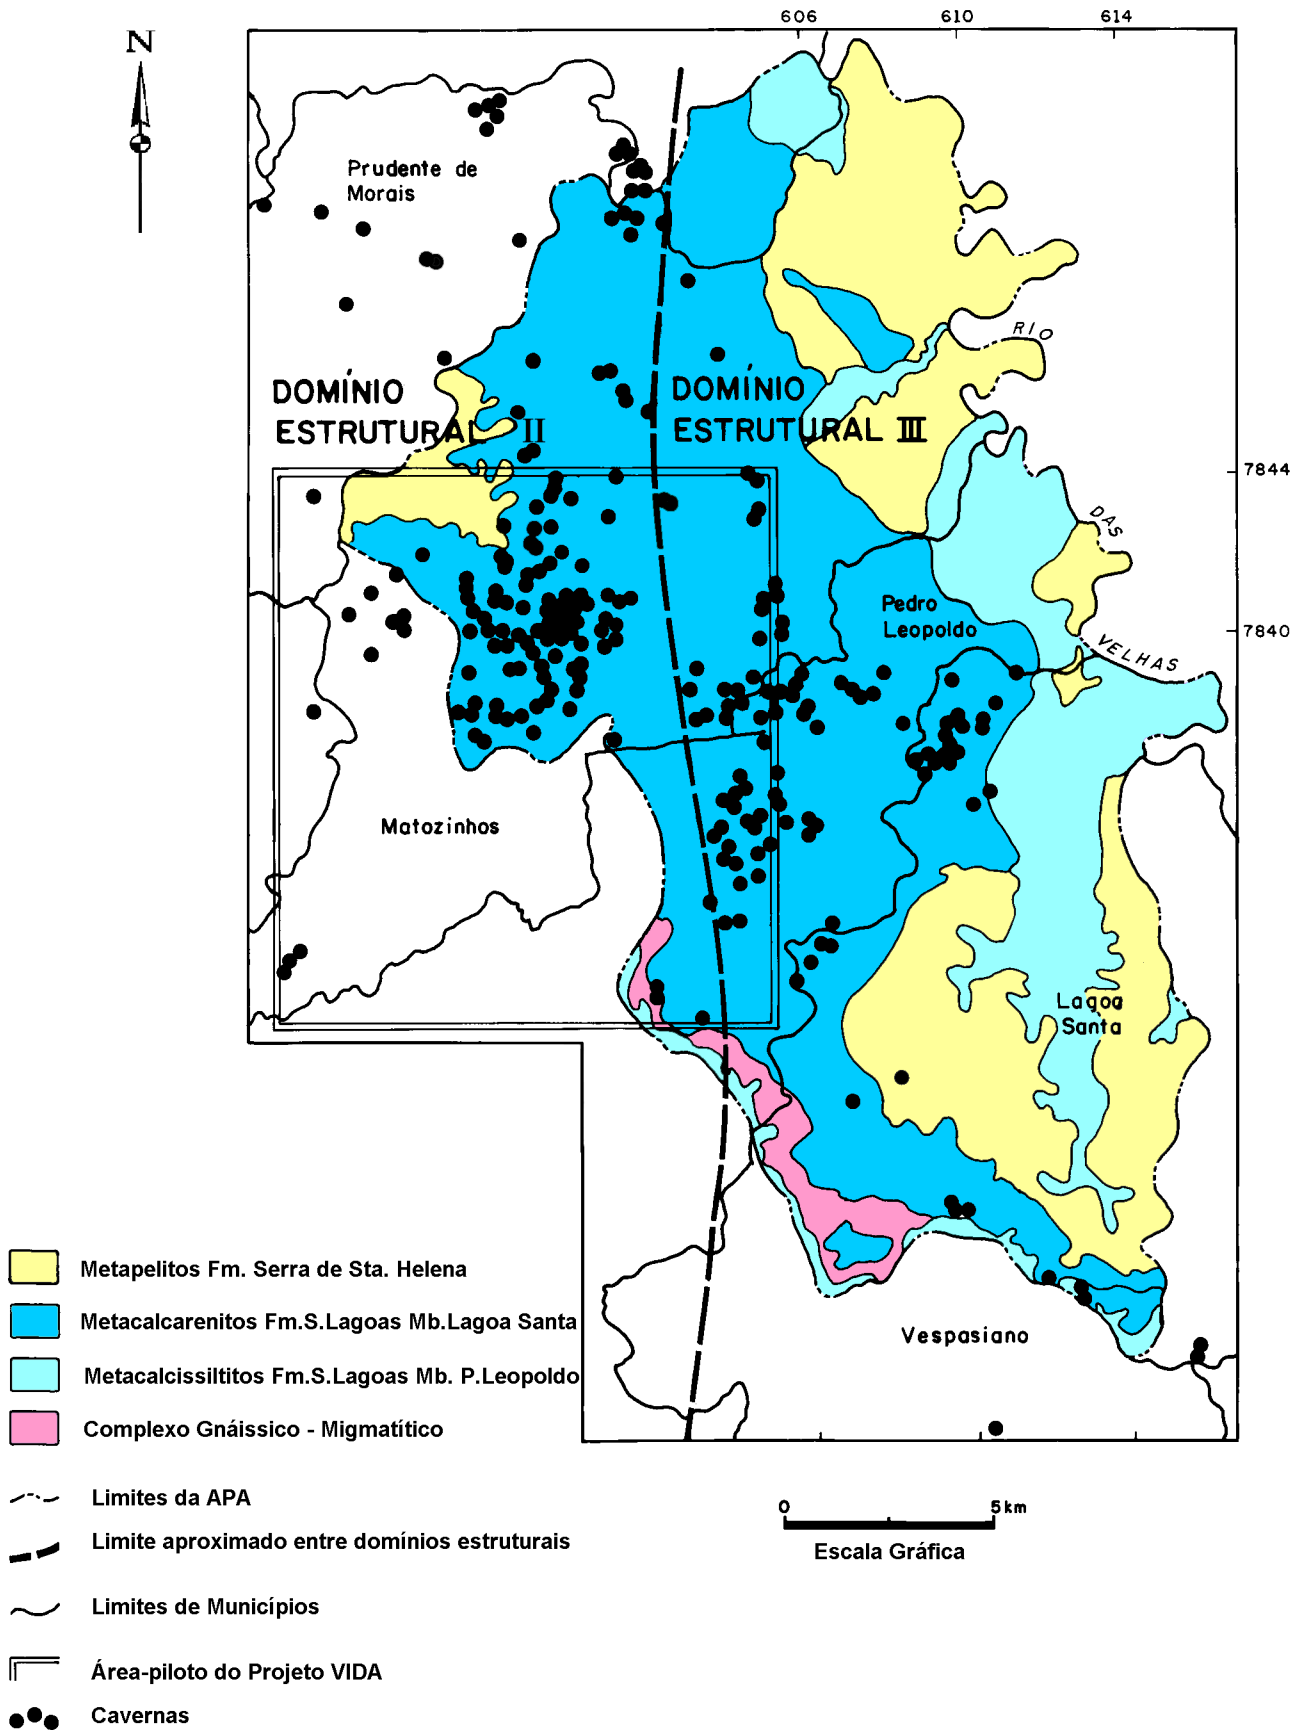 606 610 614
N
Prudente de
Morais
RIO
DOMÍNIO
ESTRUTURAL II
DOMÍNIO
ESTRUTURAL III
7844
DAS
Pedro
Leopoldo
7840
VELHAS
Matozinhos
Lagoa
Santa
Vespasiano
Metapelitos Fm. Serra de Sta. Helena
Metacalcarenitos Fm.S.Lagoas Mb.Lagoa Santa
Metacalcissiltitos Fm.S.Lagoas Mb. P.Leopoldo
Complexo Gnáissico - Migmatítico
Limites da APA
Limite aproximado entre domínios estruturais
Limites de Municípios
Área-piloto do Projeto VIDA
Cavernas
0 5km
Escala Gráfica